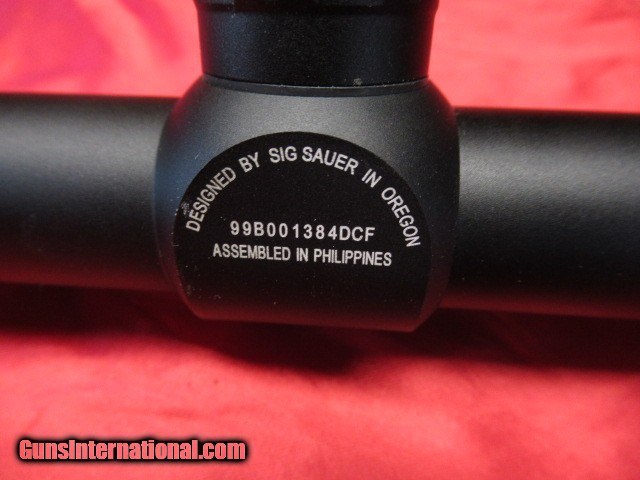 DESIGNED BY SIG SAUER IN OREGON
99B001384DCF
ASSEMBLED IN PHILIPPINES
GunsInternational.com